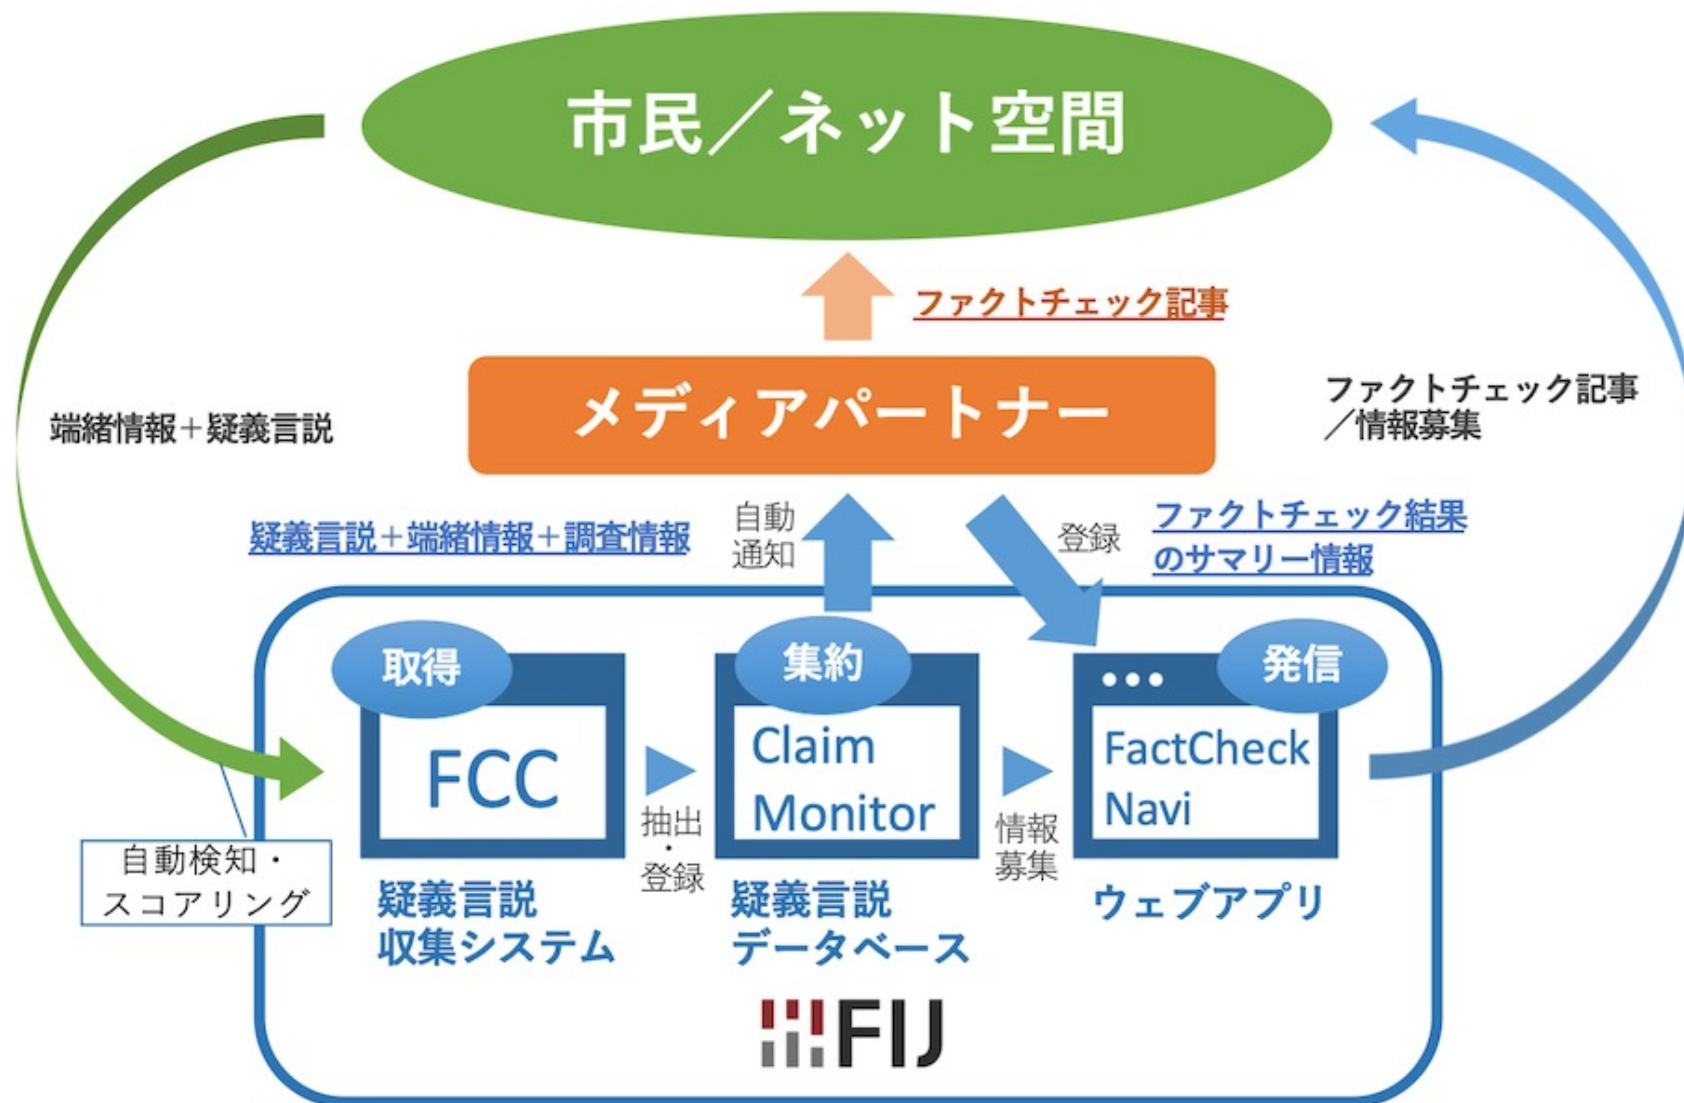 市民／ネット空間
ファクトチェック記事
メディアパートナー
端緒情報＋疑義言説
ファクトチェック記事
／情報募集
疑義言説＋端緒情報＋調査情報
自動
通知
登録
ファクトチェック結果
のサマリー情報
取得
集約
発信
FCC
Claim
Monitor
FactCheck
Navi
抽出
・
登録
情報
募集
自動検知・
スコアリング
疑義言説
収集システム
疑義言説
データベース
ウェブアプリ
FIJ